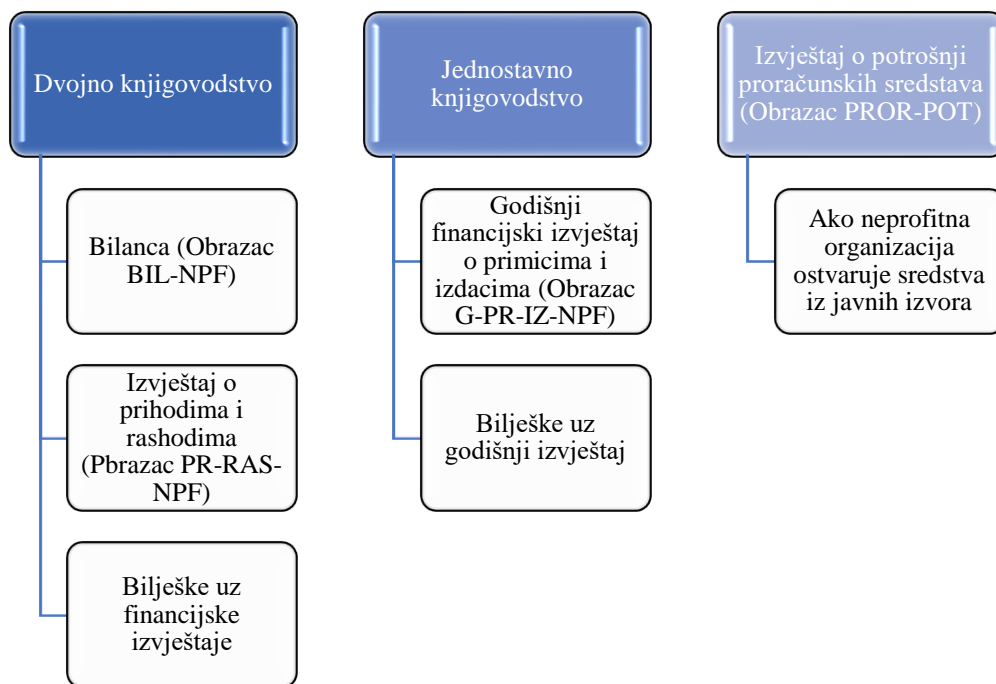 Dvojno knjigovodstvo
Bilanca (Obrazac
BIL-NPF)
Izvještaj o
prihodima i
rashodima
(Pbrazac PR-RAS-
NPF)
Bilješke uz
financijske
izvještaje
Jednostavno
knjigovodstvo
Godišnji
financijski izvještaj
o primicima i
izdacima (Obrazac
G-PR-IZ-NPF)
Bilješke uz
godišnji izvještaj
Izvještaj o potrošnji
proračunskih sredstava
(Obrazac PROR-POT)
Ako neprofitna
organizacija
ostvaruje sredstva
iz javnih izvora